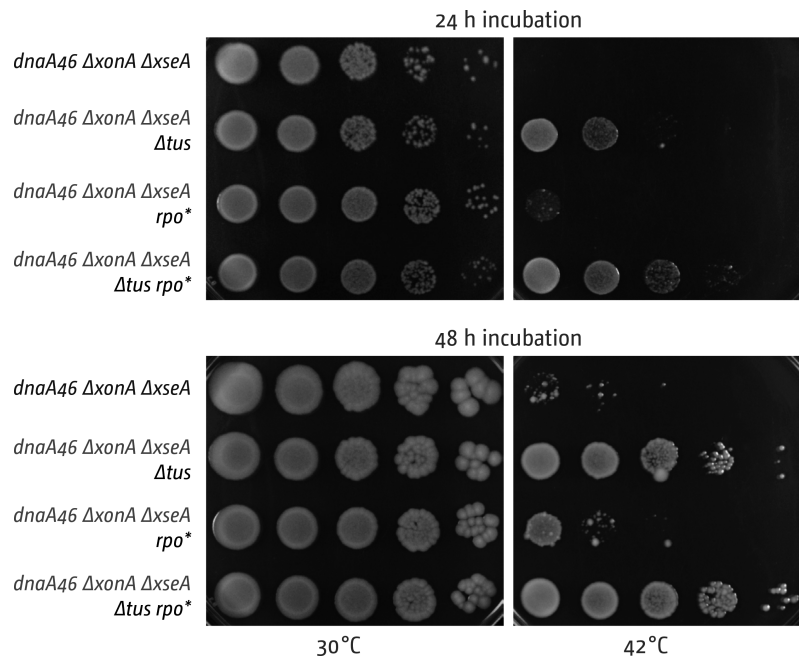 24 h incubation
dnaA46 ΔxonA ΔxseA
dnaA46 ΔxonA ΔxseA
Δtus
dnaA46 ΔxonA ΔxseA
rpo*
dnaA46 ΔxonA ΔxseA
Δtus rpo*
48 h incubation
dnaA46 ΔxonA ΔxseA
dnaA46 ΔxonA ΔxseA
Δtus
dnaA46 ΔxonA ΔxseA
rpo*
dnaA46 ΔxonA ΔxseA
Δtus rpo*
30°C
42°C